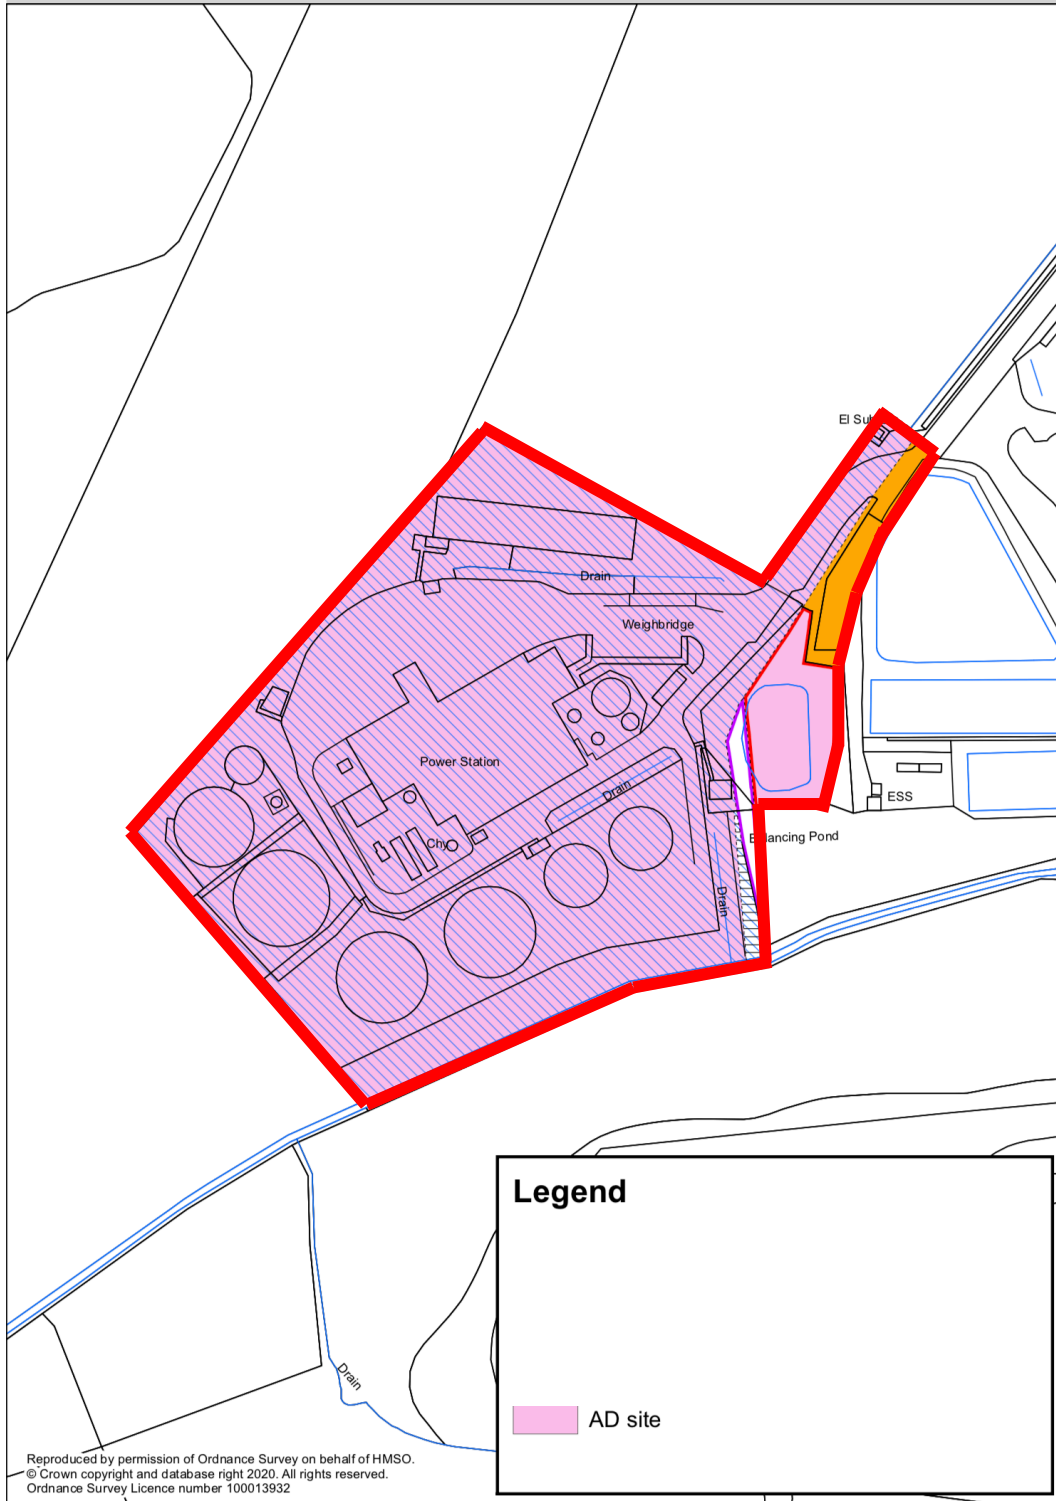 El Sub
Drain
Weighbridge
Power Station
Drain
Chy
ESS
Balancing Pond
Drain
Legend
Drain
AD site
Reproduced by permission of Ordnance Survey on behalf of HMSO.
© Crown copyright and database right 2020. All rights reserved.
Ordnance Survey Licence number 100013932